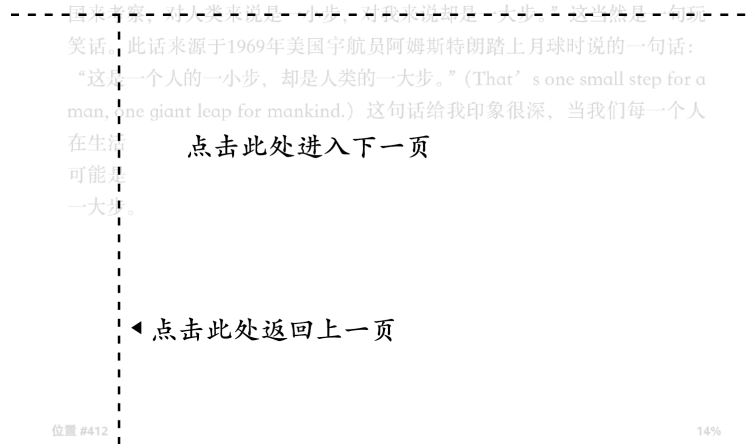 国来考察，对人类来说是一小步，对我来说却是一大步。”这当然是一句玩
笑话。此话来源于1969年美国宇航员阿姆斯特朗踏上月球时说的一句话：
“这是一个人的一小步，却是人类的一大步。”（That’s one small step for a
man, one giant leap for mankind.）这句话给我印象很深，当我们每一个人
在生活
点击此处进入下一页
可能是
一大步。
点击此处返回上一页
位置 #412
14%